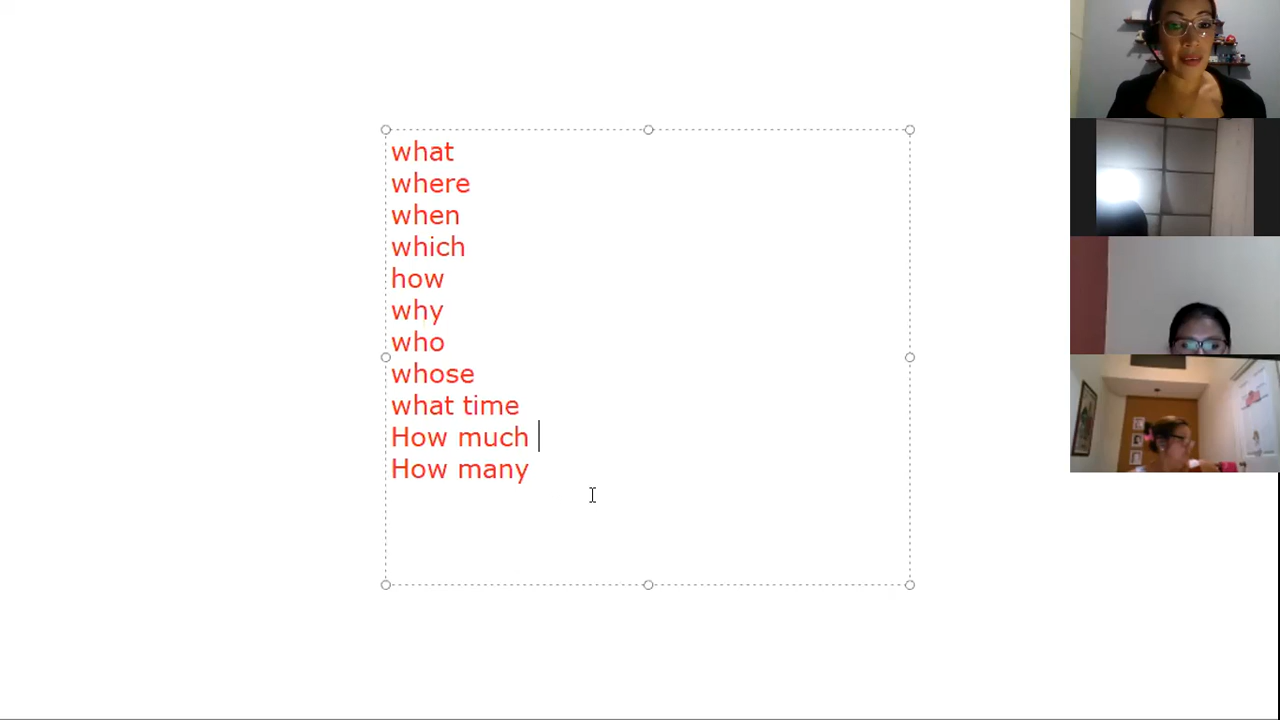 what
where
when
which
how
why
who
whose
what time
How much
How many